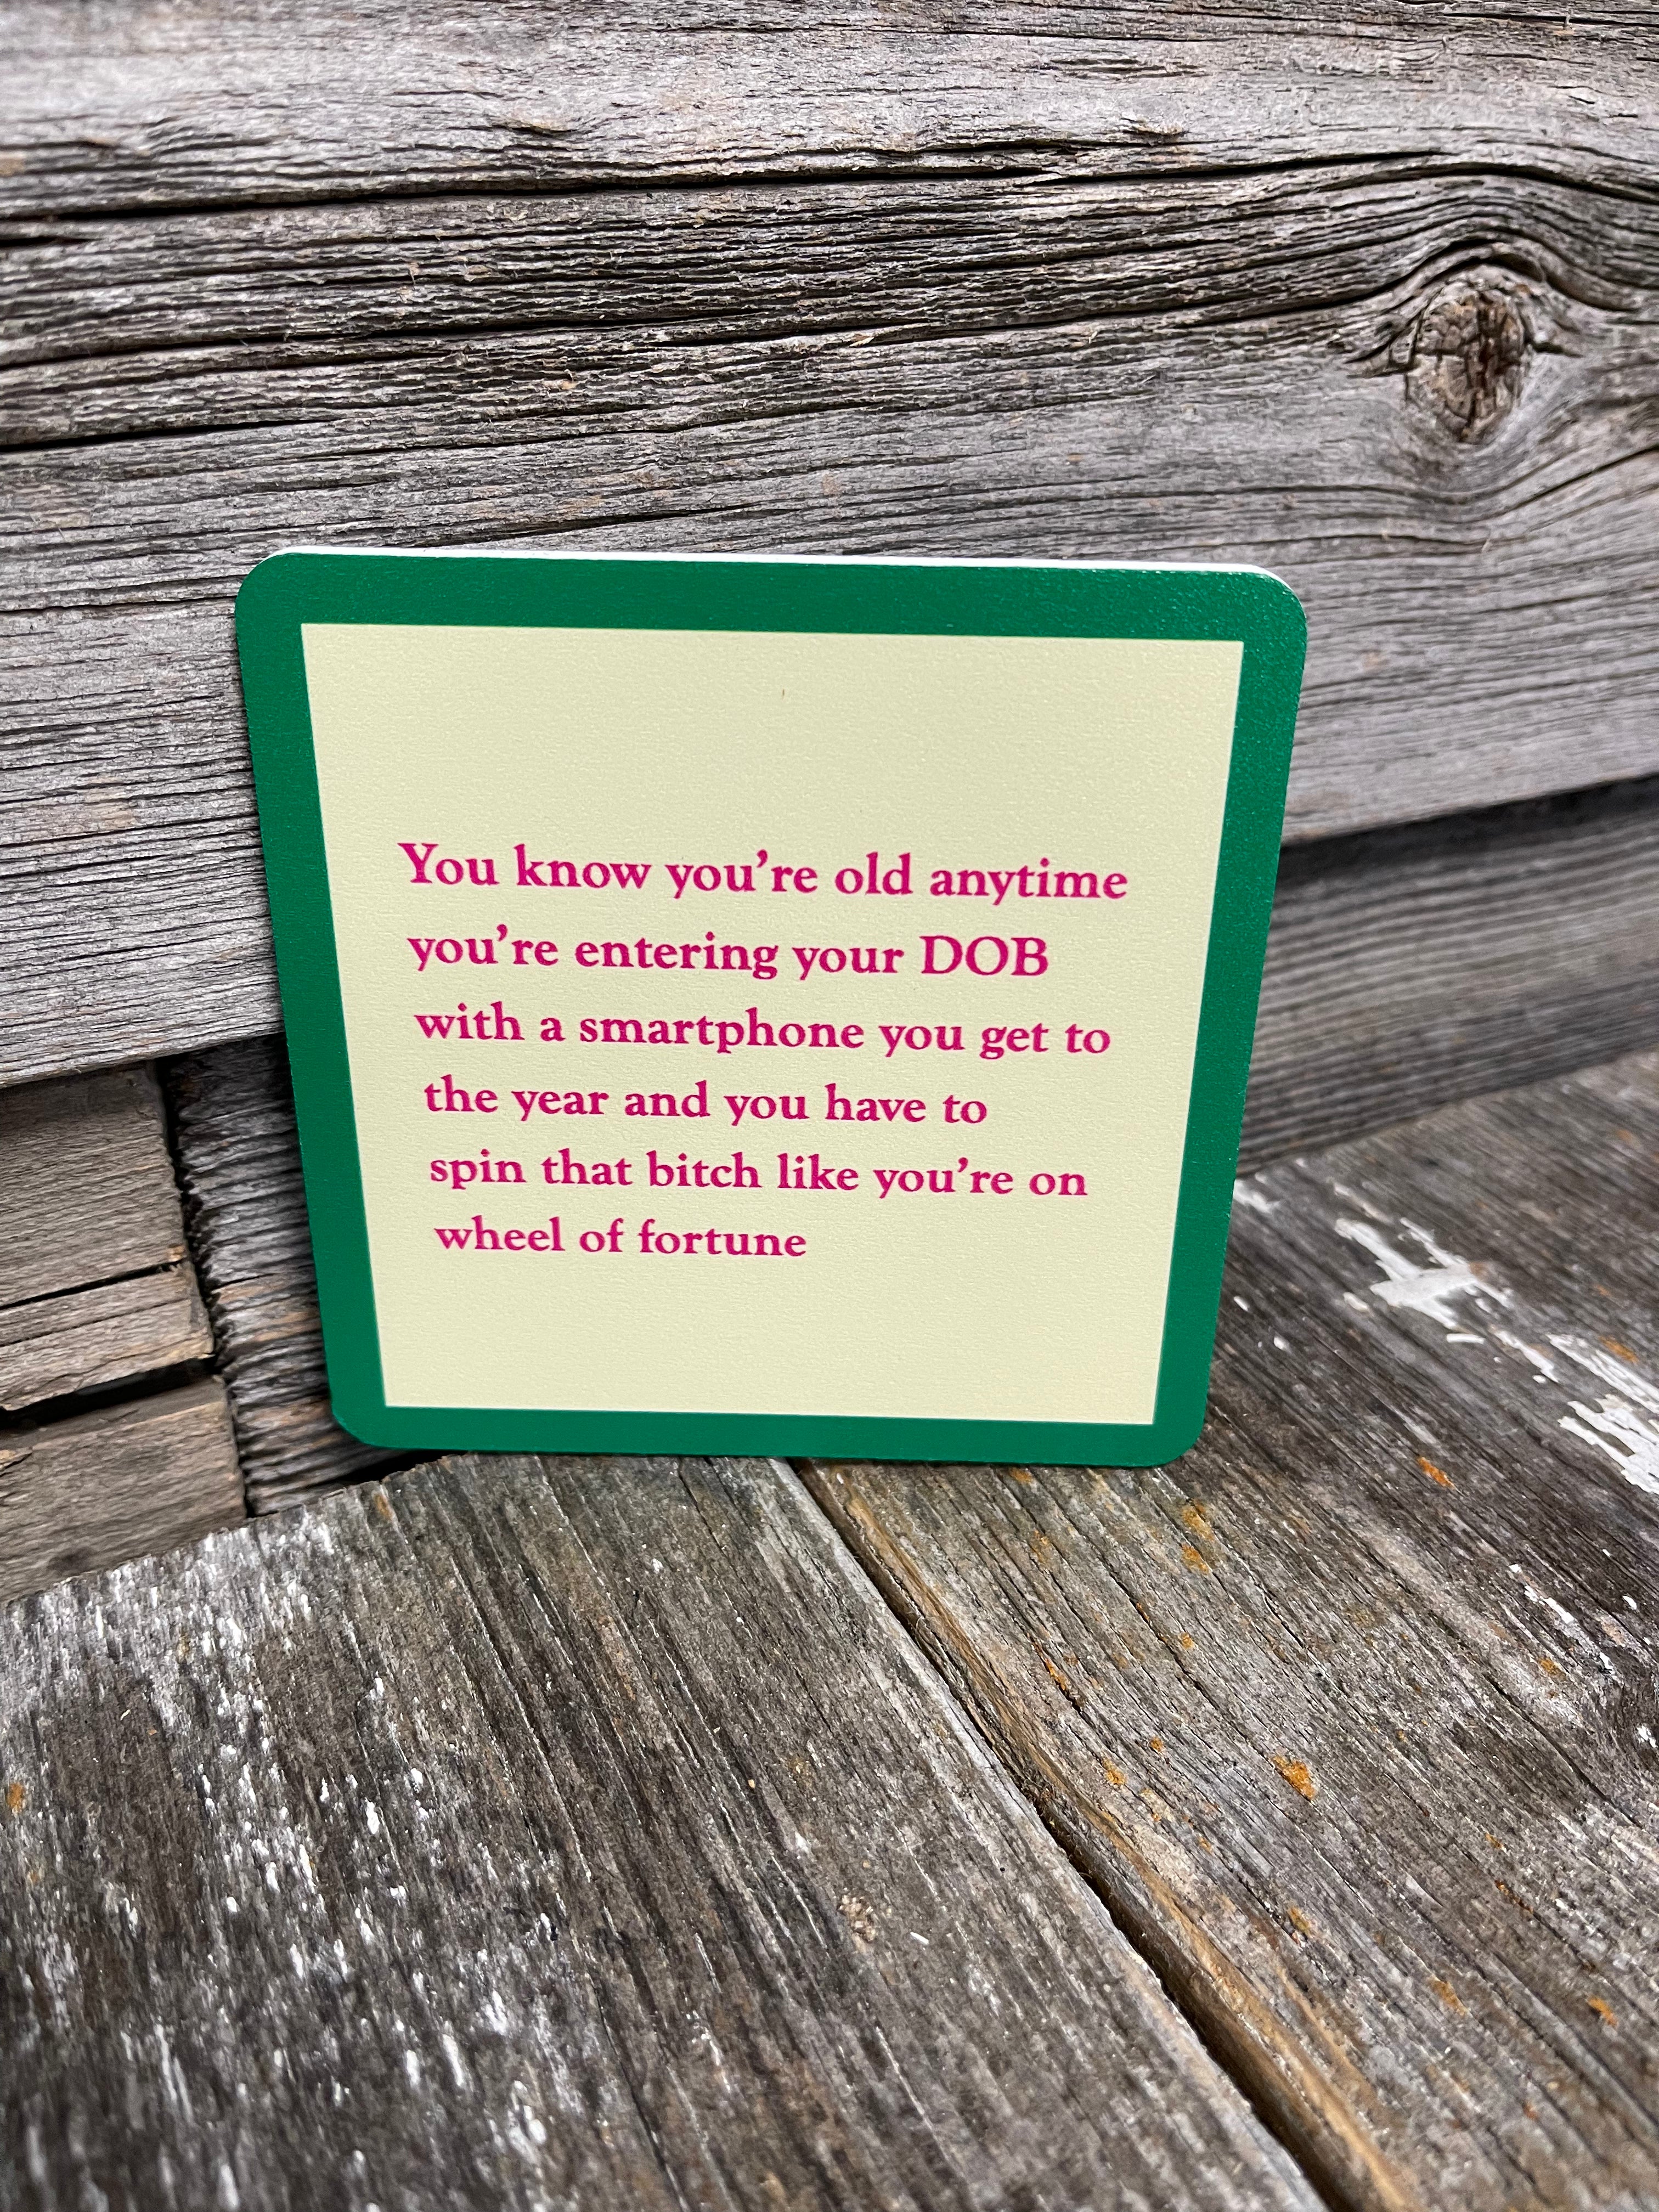 You know you're old anytime
you're entering your DOB
with a smartphone you get to
the year and you have to
spin that bitch like you're on
wheel of fortune